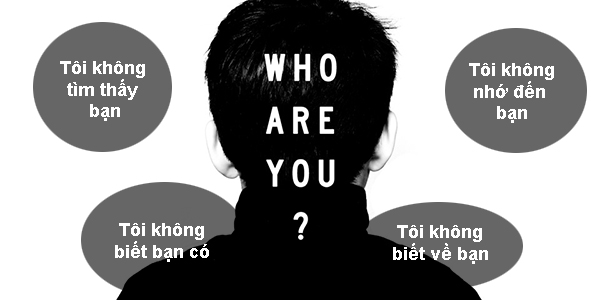 Tôi không
tìm thấy
bạn
WHO
ARE
YOU
?
Tôi không
nhớ đến
bạn
Tôi không
biết bạn có
Tôi không
biết về bạn